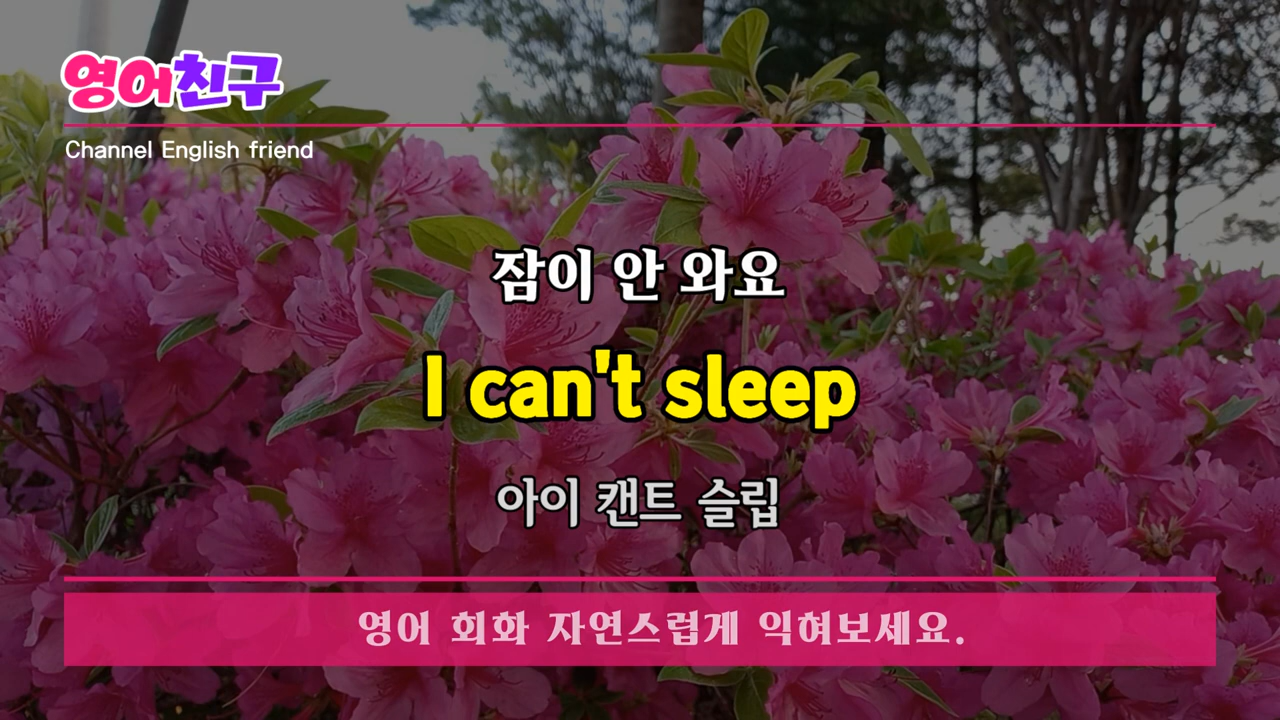 영어친구
Channel English friend
잠이 안 와요
I can't sleep
아이 캔트 슬립
영어 회화 자연스럽게 익혀보세요.